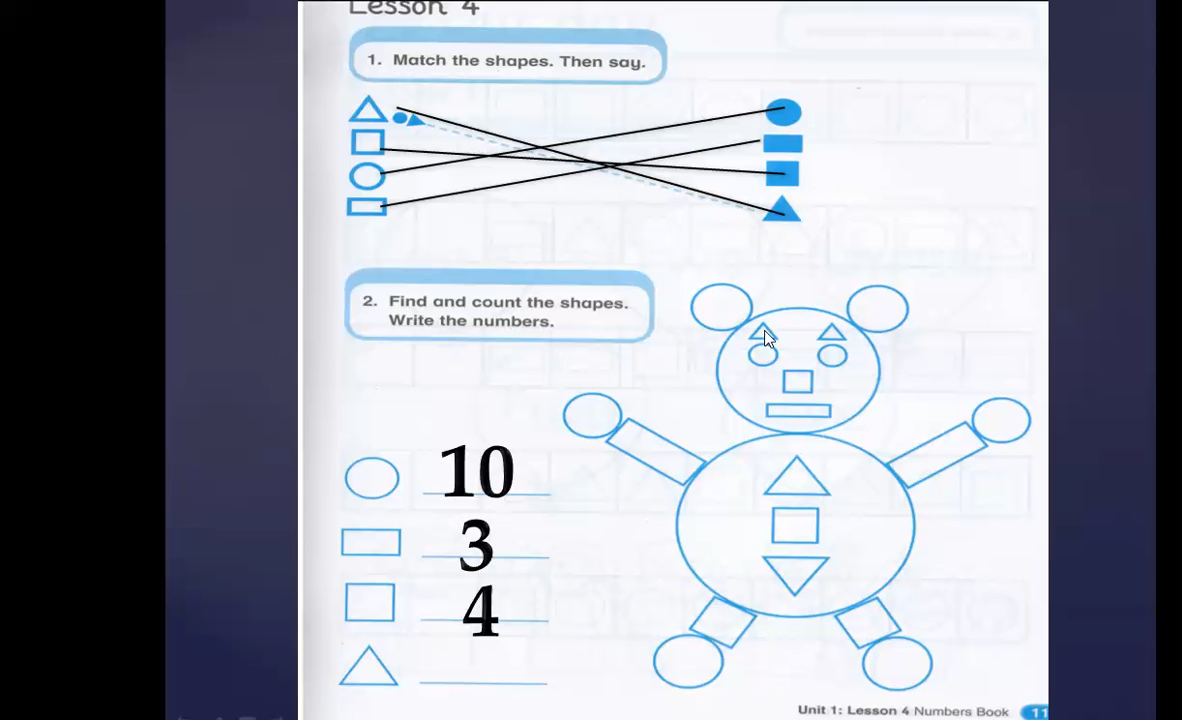 Lesson 4
1. Match the shapes. Then say.
2. Find and count the shapes.
Write the numbers.
10
3
4
Unit 1: Lesson 4 Numbers Book 11